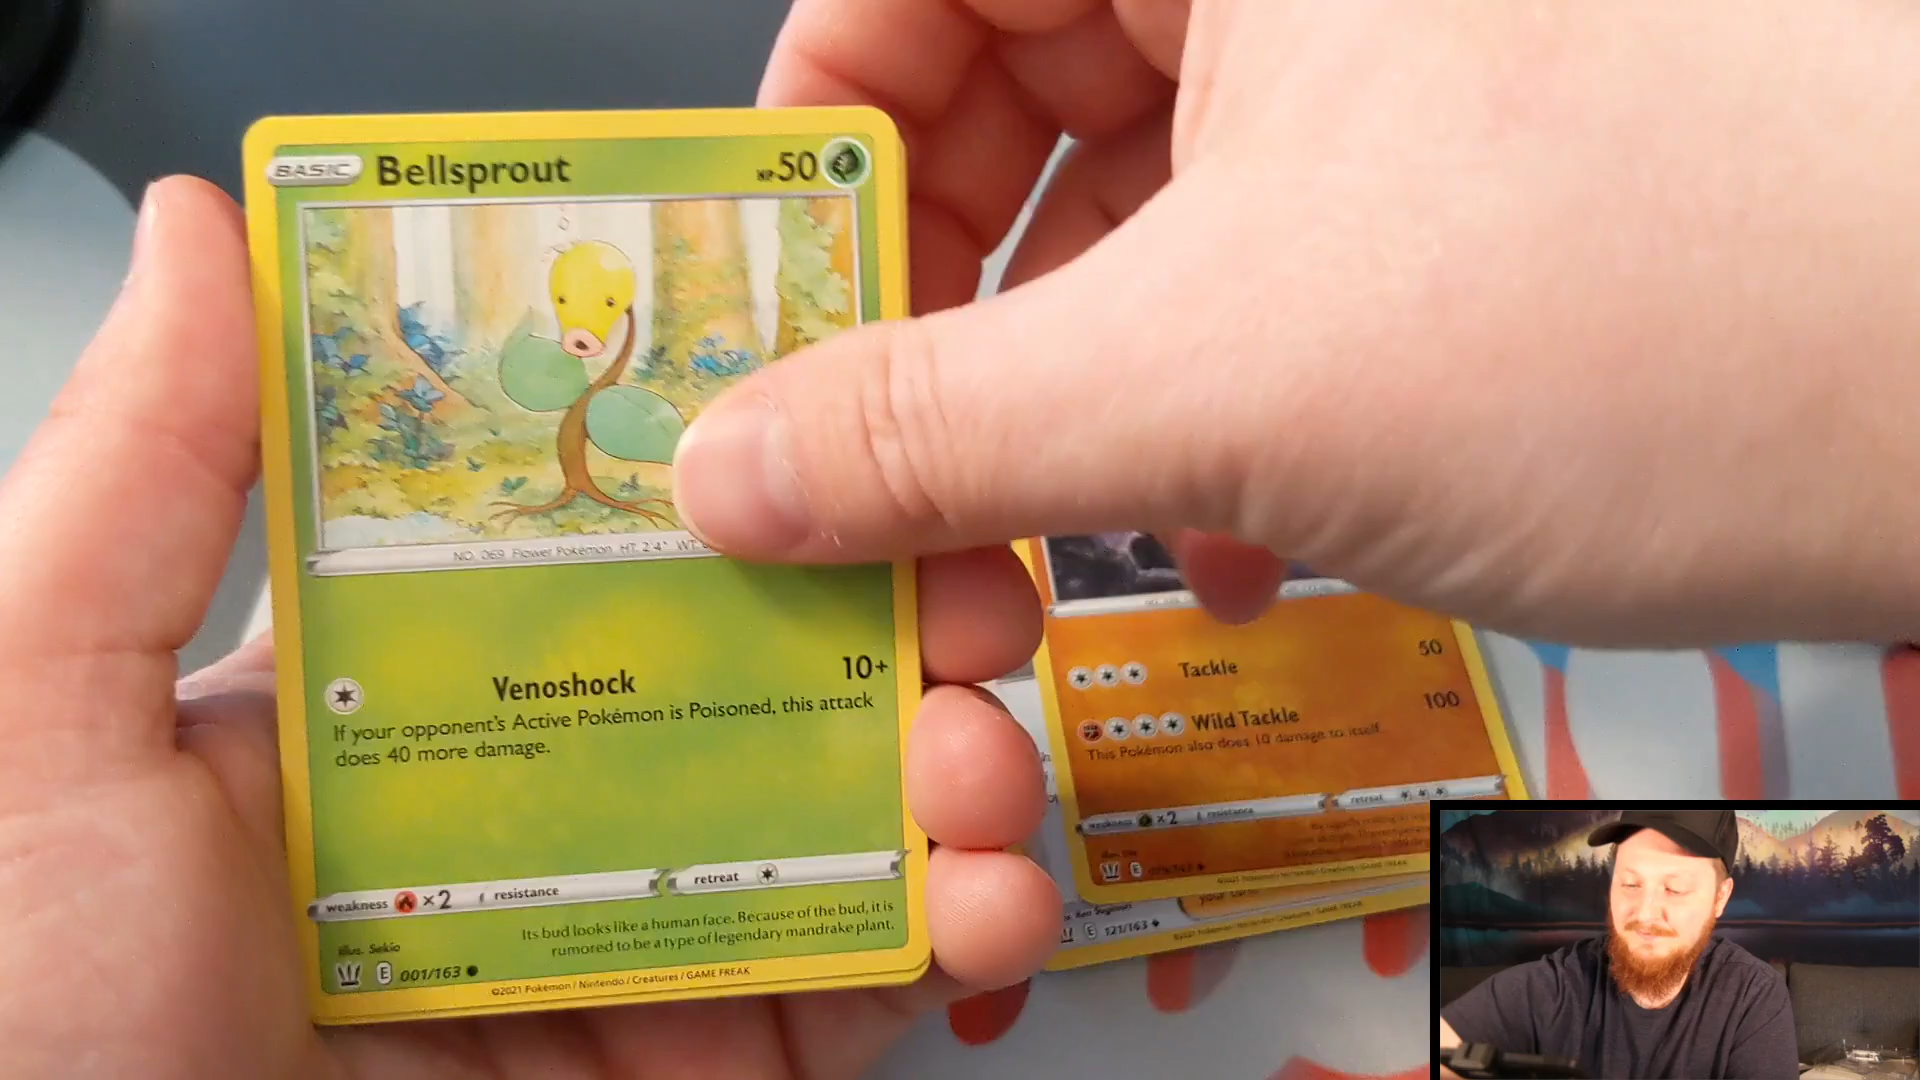 BASIC Bellsprout HP 50
NO. 069 Flower Pokémon HT: 2'4" WT:
Venoshock 10+
If your opponent's Active Pokémon is Poisoned, this attack
does 40 more damage.
weakness ×2 resistance retreat
Its bud looks like a human face. Because of the bud, it is
rumored to be a type of legendary mandrake plant.
Illus. Sekio
E 001/163
©2021 Pokémon / Nintendo / Creatures / GAME FREAK
Tackle 50
Wild Tackle 100
This Pokémon also does 10 damage to itself.
weakness ×2 resistance retreat
E
your
E 121/163